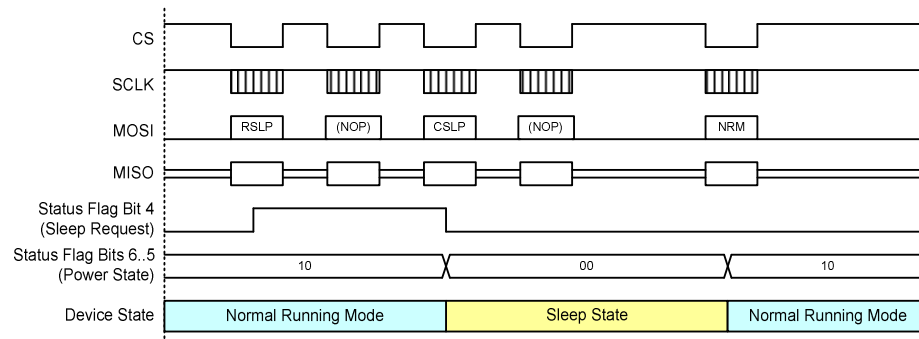 CS
SCLK
MOSI
RSLP
(NOP)
CSLP
(NOP)
NRM
MISO
Status Flag Bit 4
(Sleep Request)
Status Flag Bits 6..5
(Power State)
10
00
10
Device State
Normal Running Mode
Sleep State
Normal Running Mode